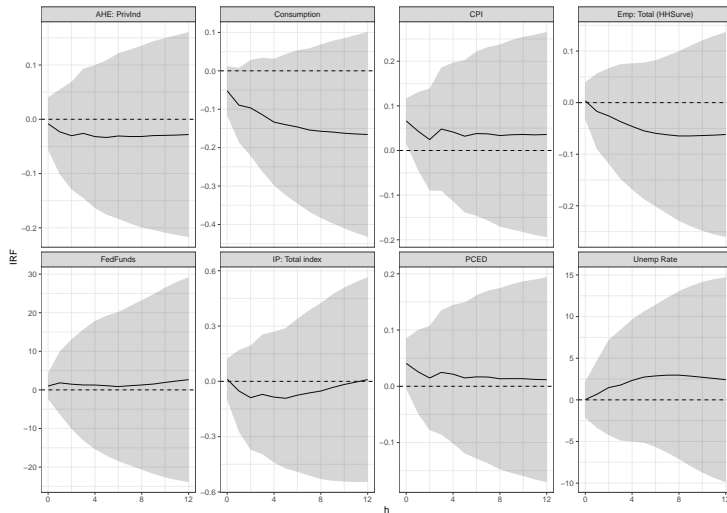 AHE: PrivInd
Consumption
CPI
Emp: Total (HHSurve)
0.1
0.0
−0.1
−0.2
0.1
0.0
−0.1
−0.2
−0.3
−0.4
0.2
0.1
0.0
−0.1
−0.2
0.1
0.0
−0.1
−0.2
IRF
FedFunds
IP: Total index
PCED
Unemp Rate
30
20
10
0
−10
−20
0.6
0.3
0.0
−0.3
−0.6
0.2
0.1
0.0
−0.1
15
10
5
0
−5
−10
0 4 8 12
0 4 8 12
0 4 8 12
0 4 8 12
h